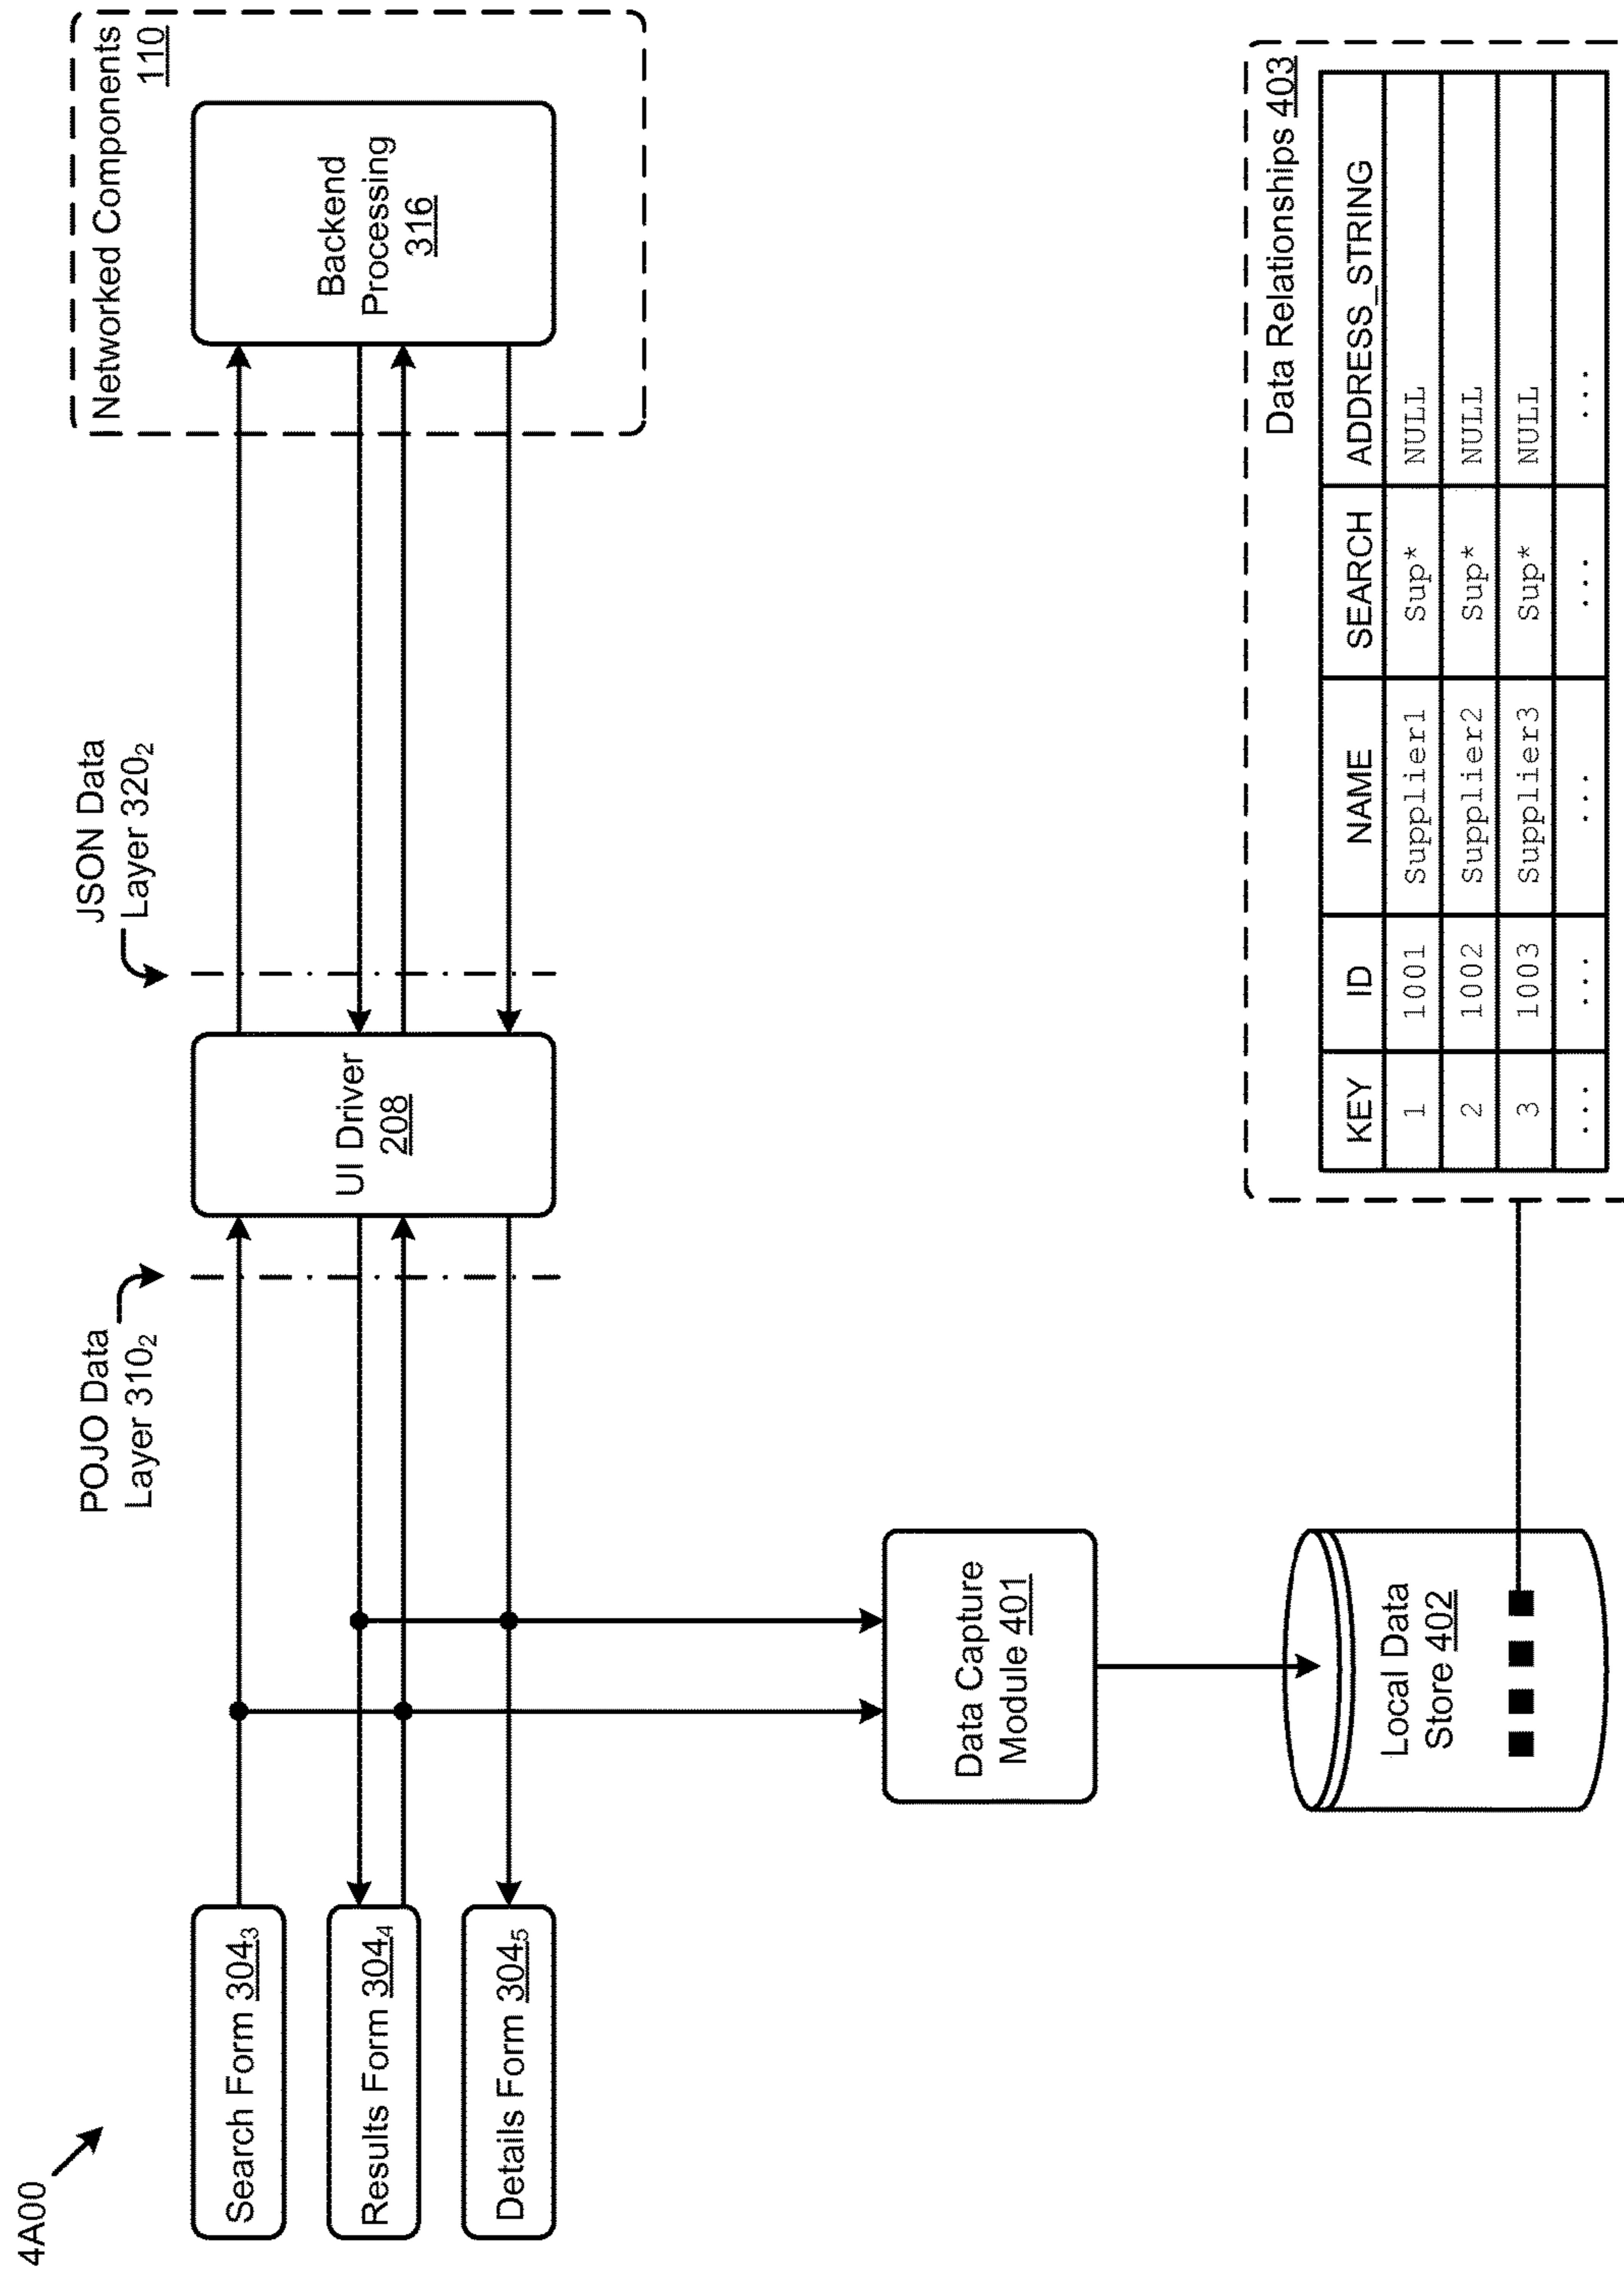 4A00
POJO Data
Layer 310₂
JSON Data
Layer 320₂
Networked Components
110
Search Form 304₃
Results Form 304₄
Details Form 304₅
UI Driver
208
Backend
Processing
316
Data Capture
Module 401
Local Data
Store 402
Data Relationships 403
KEY ID NAME SEARCH ADDRESS_STRING
1 1001 Supplier1 Sup* NULL
2 1002 Supplier2 Sup* NULL
3 1003 Supplier3 Sup* NULL
... ... ... ... ...